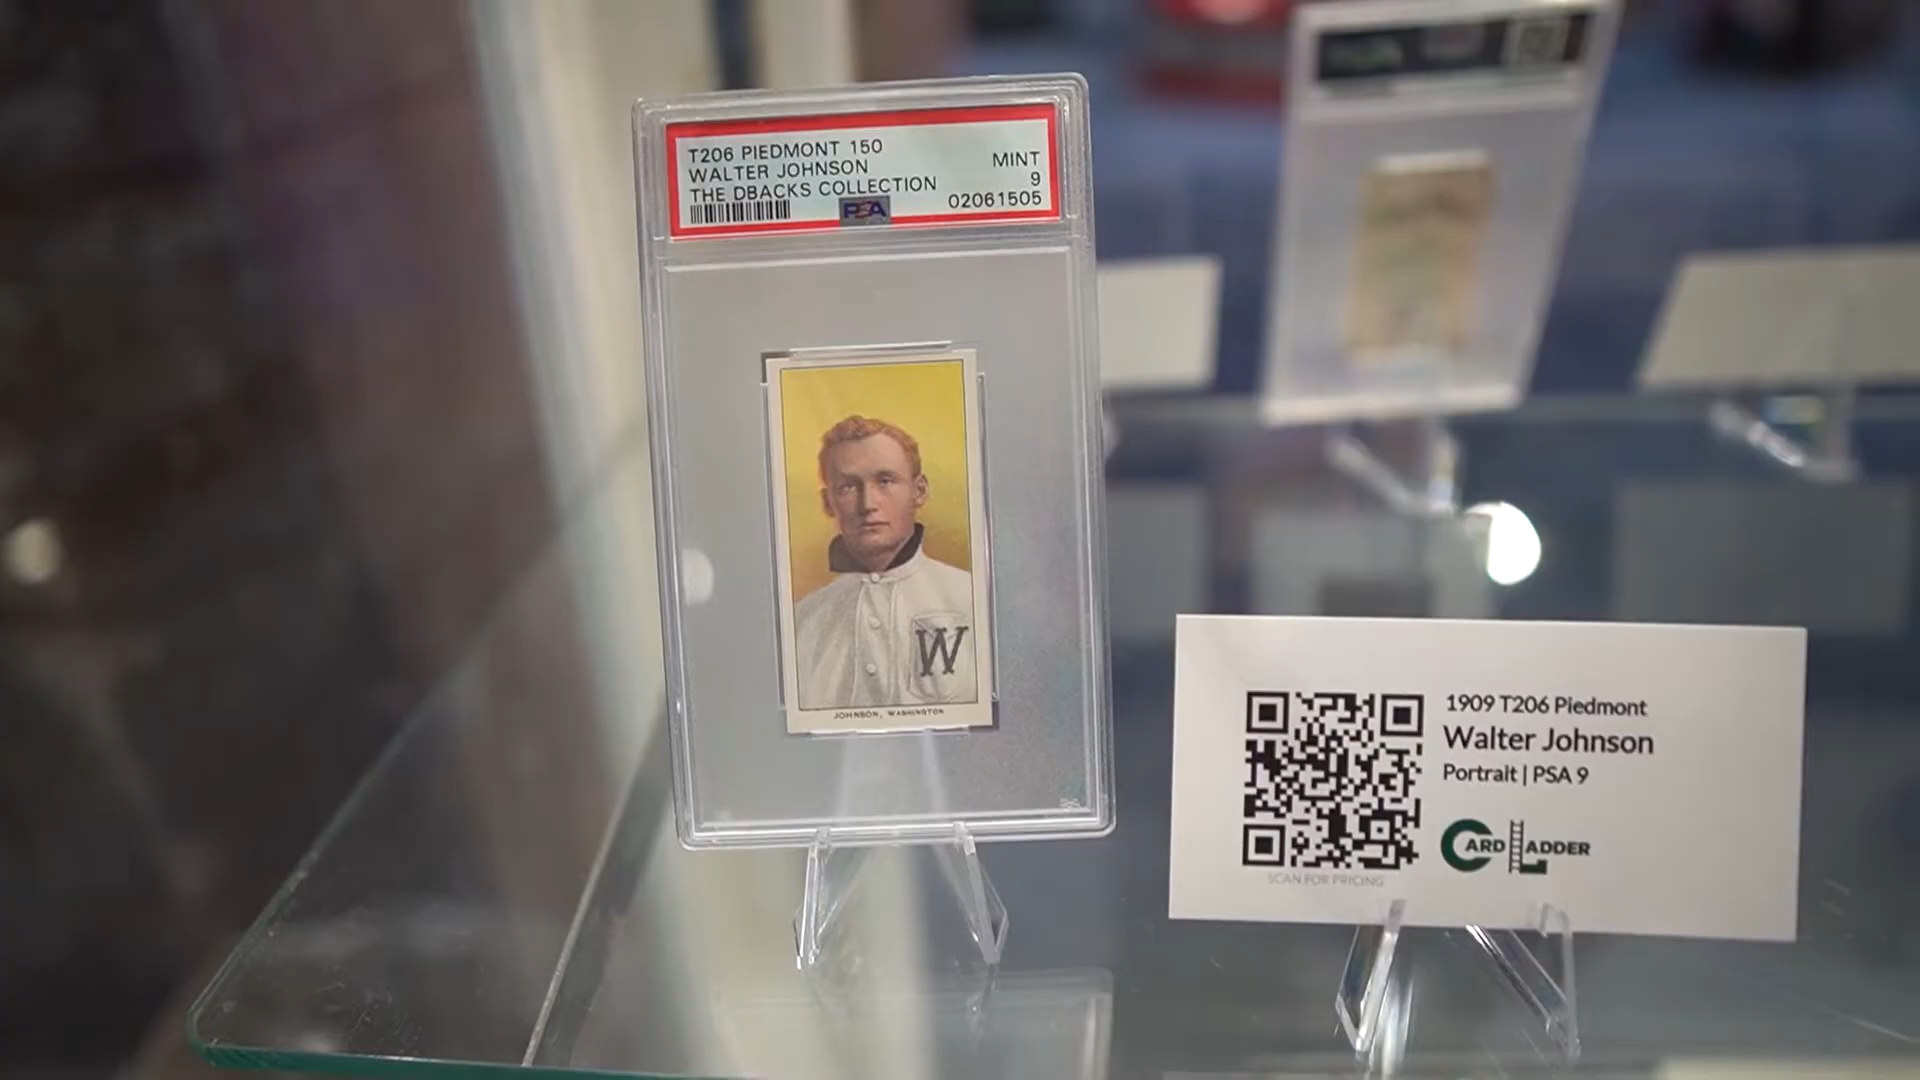 T206 PIEDMONT 150
WALTER JOHNSON
THE DBACKS COLLECTION
MINT
9
02061505
PSA
W
JOHNSON, WASHINGTON
1909 T206 Piedmont
Walter Johnson
Portrait | PSA 9
CARD LADDER
SCAN FOR PRICING